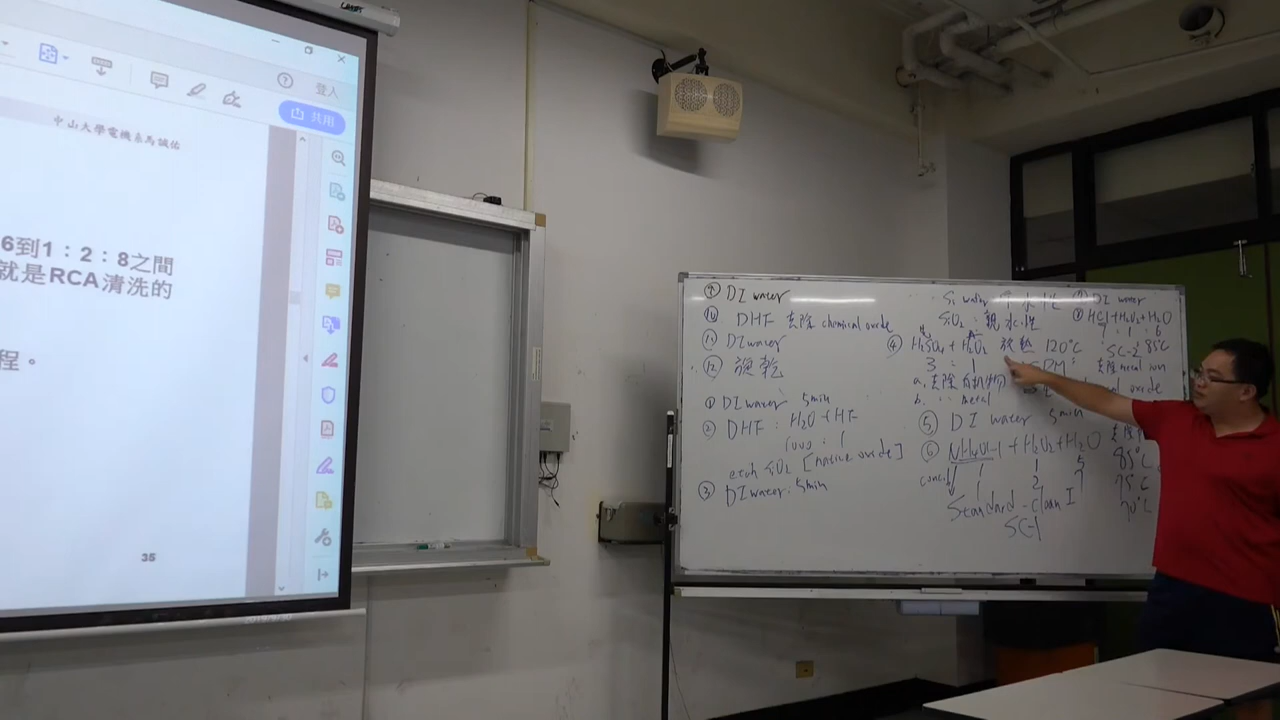 登入
共用
中山大學電機系馬誠佑
6到1：2：8之間
就是RCA清洗的
程。
35
⑨ DI water
⑩ DHF 去除 chemical oxide
⑪ DI water
⑫ 旋乾
① DI water 5min
② DHF : H2O + HF
1000 : 1
etch SiO2 [native oxide]
③ DI water : 5min
Si water
SiO2 : 親水性
④ H2SO4 + H2O2 放熱 120°C
3 : 1
a. 去除有機物
b. 〃 metal
⑤ DI water 5min
⑥ NH4OH + H2O2 + H2O
1 1 5
1 2 7
Standard - Clean I
SC-1
85°C
75°C
70°C
DI water
⑧ HCl + H2O2 + H2O
1 : 6
SC-2 85°C
去除 metal ion
oxide